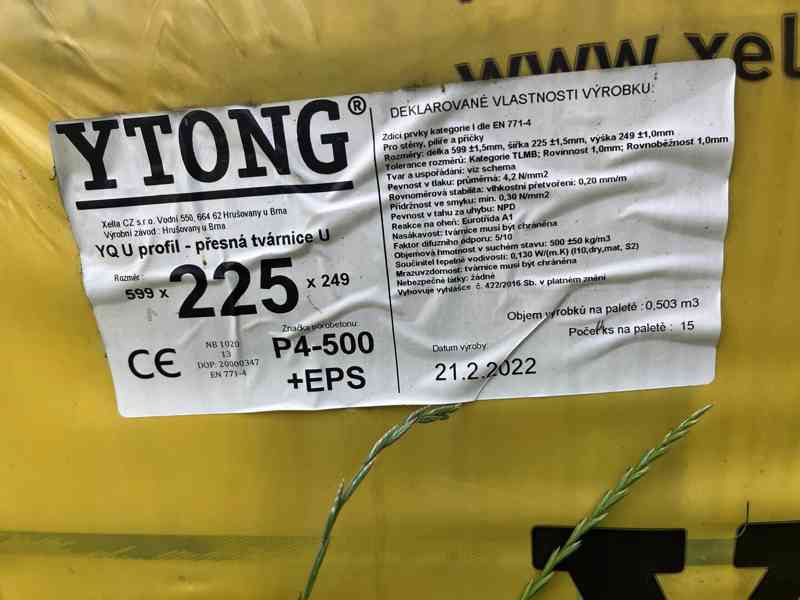 www.xel
YTONG®
Xella CZ s.r.o. Vodní 550, 664 62 Hrušovany u Brna
Výrobní závod : Hrušovany u Brna
YQ U profil - přesná tvárnice U
Rozměr :
599 x 225 x 249
Značka pórobetonu:
P4-500
+EPS
CE
NB 1020
13
DOP: 20000347
EN 771-4
DEKLAROVANÉ VLASTNOSTI VÝROBKU:
Zdící prvky kategorie I dle EN 771-4
Pro stěny, pilíře a příčky
Rozměry: délka 599 ±1,5mm, šířka 225 ±1,5mm, výška 249 ±1,0mm
Tolerance rozměrů: Kategorie TLMB; Rovinnost 1,0mm; Rovnoběžnost 1,0mm
Tvar a uspořádání: viz schema
Pevnost v tlaku: průměrná: 4,2 N/mm2
Rovnoměrová stabilita: vlhkostní přetvoření: 0,20 mm/m
Přídržnost ve smyku: min. 0,30 N/mm2
Pevnost v tahu za uhybu: NPD
Reakce na oheň: Eurotřída A1
Nasákavost: tvárnice musí být chráněna
Faktor difuzního odporu: 5/10
Objemová hmotnost v suchém stavu: 500 ±50 kg/m3
Součinitel tepelné vodivosti: 0,130 W/(m.K) (l10,dry,mat, S2)
Mrazuvzdornost: tvárnice musí být chráněna
Nebezpečné látky: žádné
Vyhovuje vyhlášce č. 422/2016 Sb. v platném znění
Objem výrobků na paletě : 0,503 m3
Počet ks na paletě : 15
Datum výroby:
21.2.2022